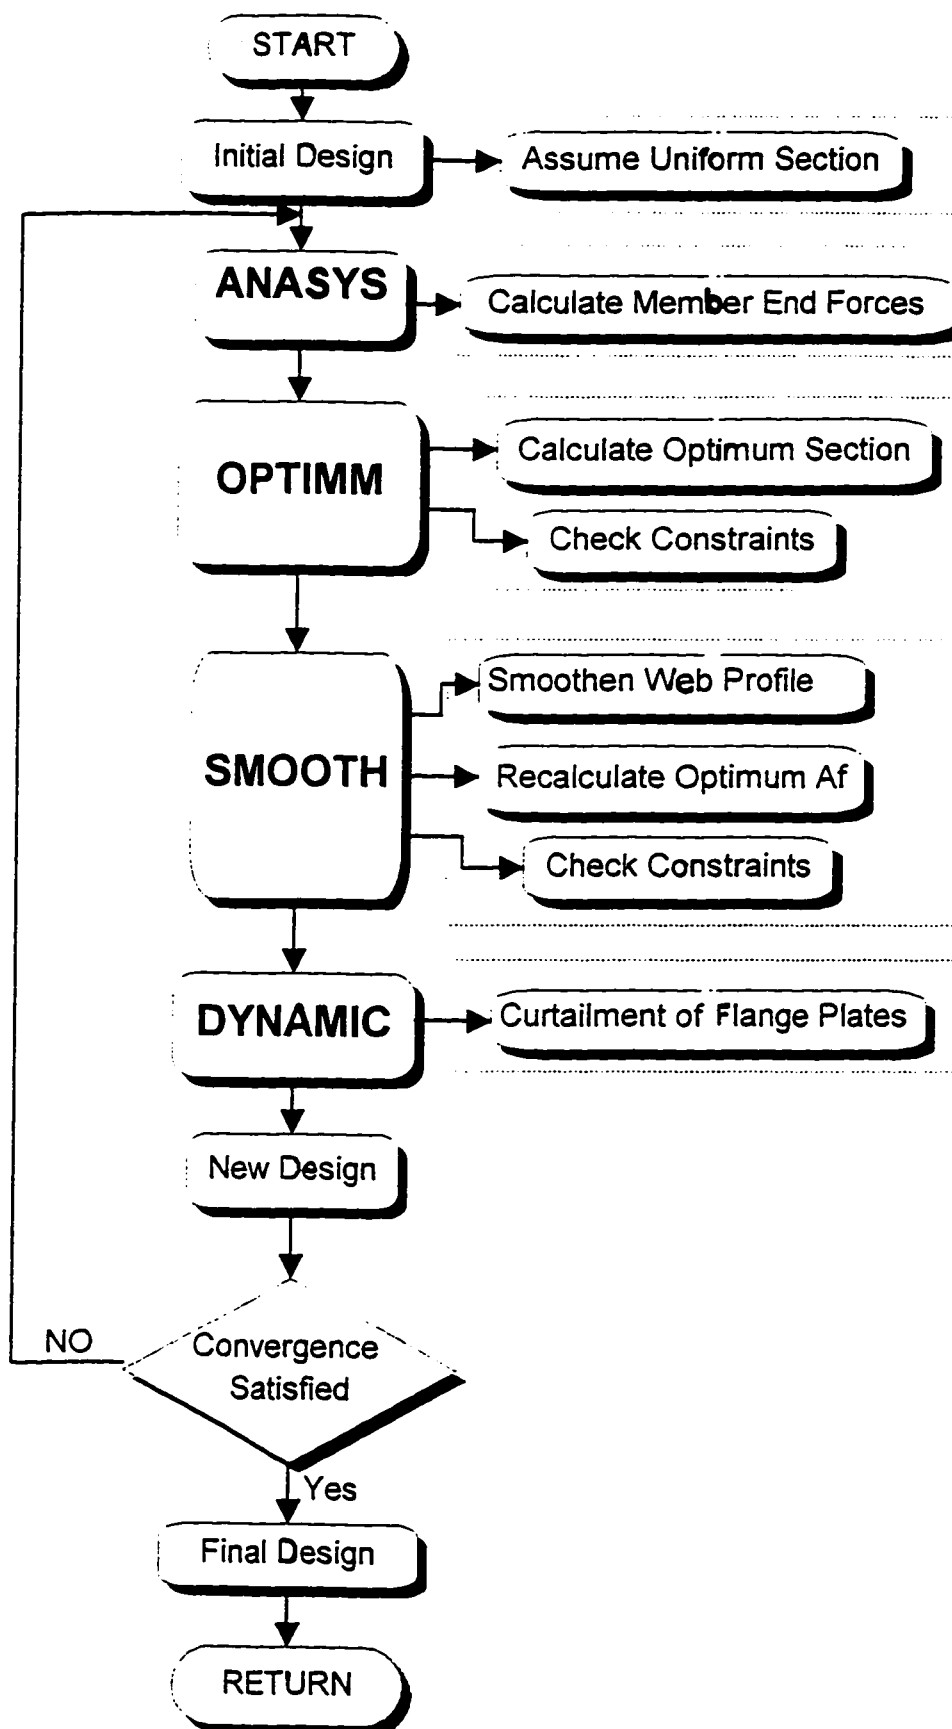 START
Initial Design
Assume Uniform Section
ANASYS
Calculate Member End Forces
OPTIMM
Calculate Optimum Section
Check Constraints
SMOOTH
Smoothen Web Profile
Recalculate Optimum Af
Check Constraints
DYNAMIC
Curtailment of Flange Plates
New Design
NO
Convergence
Satisfied
Yes
Final Design
RETURN